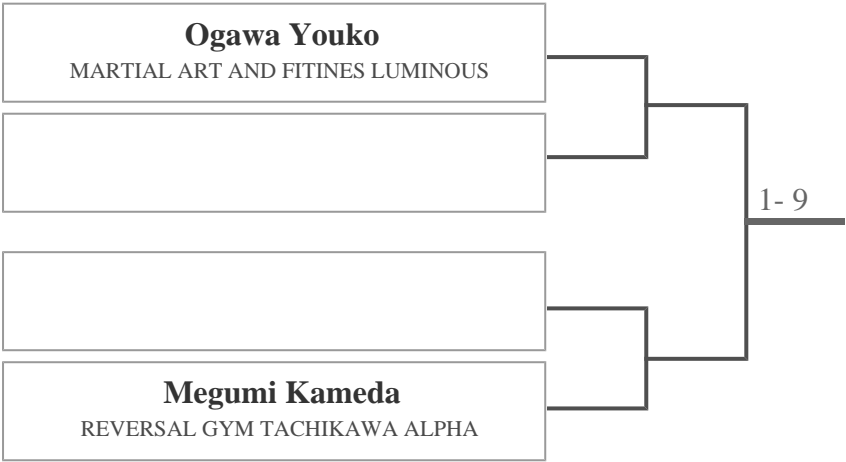 Ogawa Youko
MARTIAL ART AND FITINES LUMINOUS
1- 9
Megumi Kameda
REVERSAL GYM TACHIKAWA ALPHA